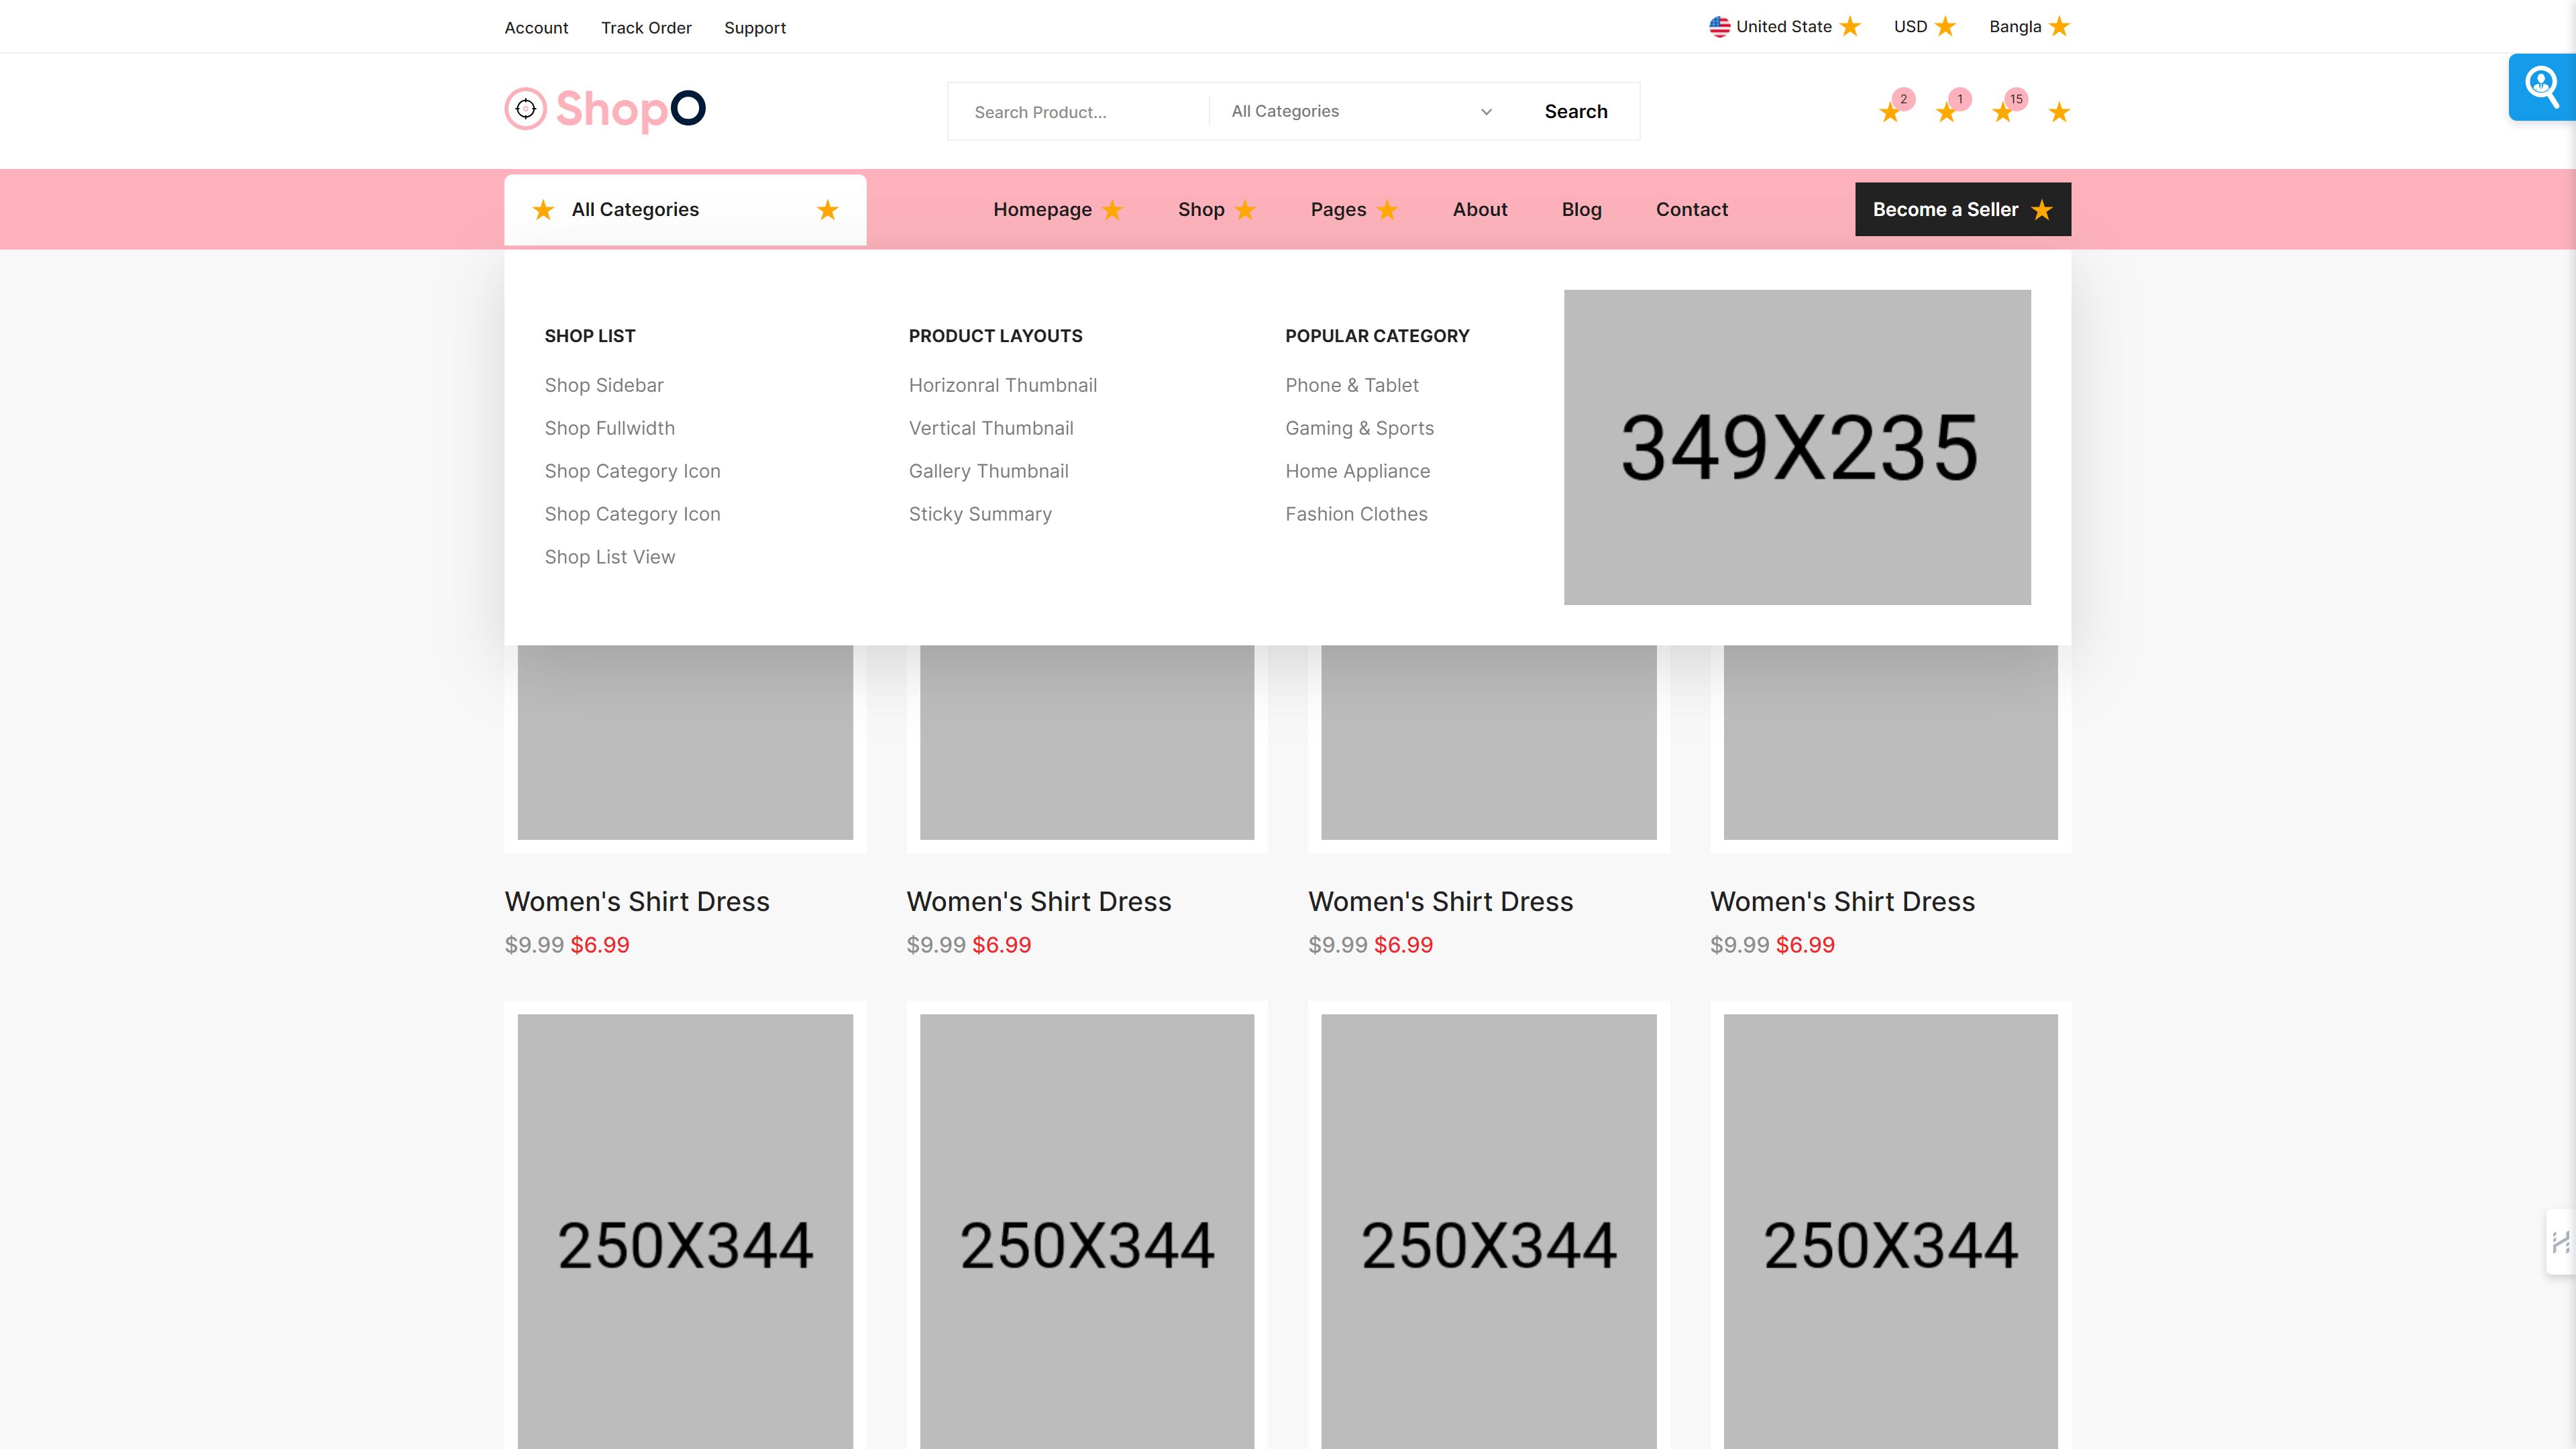 Account Track Order Support United State USD Bangla
ShopO Search Product... All Categories Search 2 1 15
All Categories Homepage Shop Pages About Blog Contact Become a Seller
SHOP LIST
Shop Sidebar
Shop Fullwidth
Shop Category Icon
Shop Category Icon
Shop List View
PRODUCT LAYOUTS
Horizonral Thumbnail
Vertical Thumbnail
Gallery Thumbnail
Sticky Summary
POPULAR CATEGORY
Phone & Tablet
Gaming & Sports
Home Appliance
Fashion Clothes
349X235
Women's Shirt Dress Women's Shirt Dress Women's Shirt Dress Women's Shirt Dress
$9.99 $6.99 $9.99 $6.99 $9.99 $6.99 $9.99 $6.99
250X344 250X344 250X344 250X344